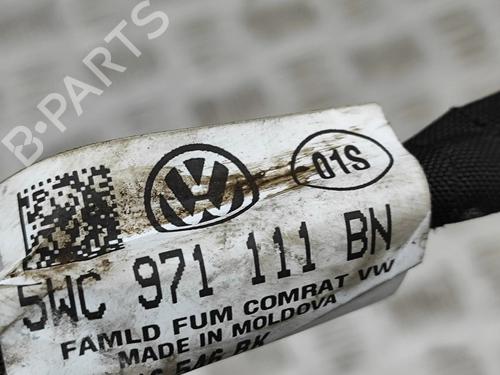 B-PARTS
01S
5WC 971 111 BN
FAMLD FUM COMRAT VW
MADE IN MOLDOVA